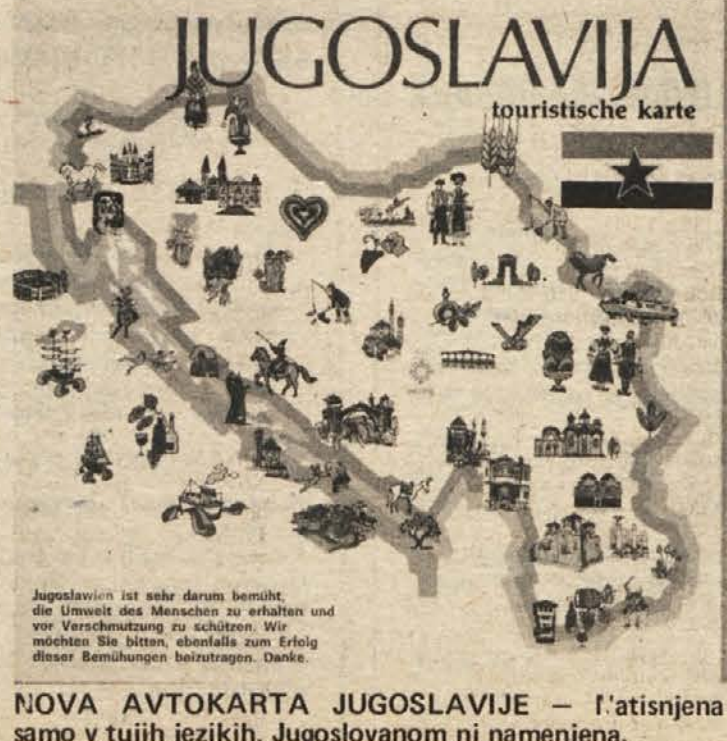 JUGOSLAVIJA
touristische karte
Jugoslawien ist sehr darum bemüht,
die Umwelt des Menschen zu erhalten und
vor Verschmutzung zu schützen. Wir
möchten Sie bitten, ebenfalls zum Erfolg
dieser Bemühungen beizutragen. Danke.
NOVA AVTOKARTA JUGOSLAVIJE – Natisnjena
samo v tujih jezikih. Jugoslovanom ni namenjena.